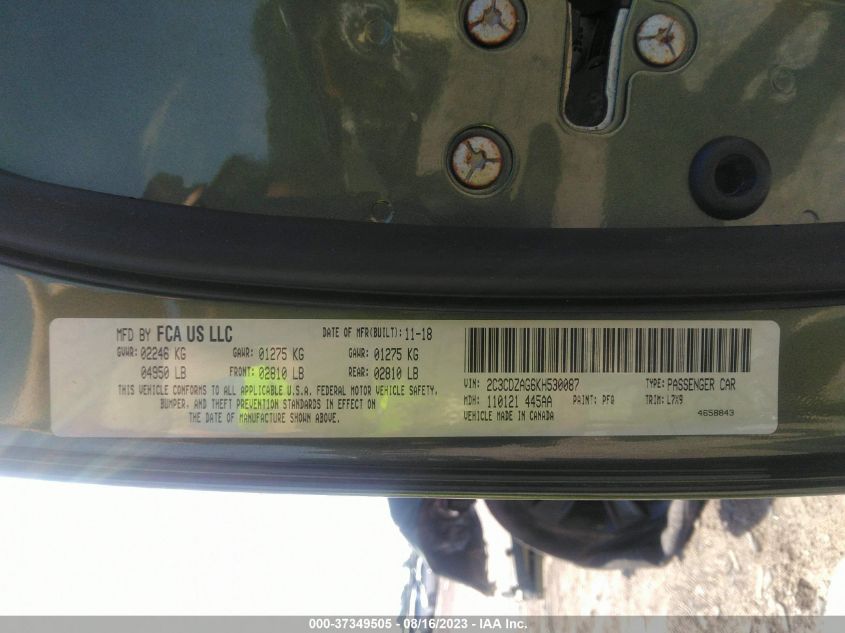 MFD BY FCA US LLC DATE OF MFR(BUILT): 11-18
GVWR: 02246 KG GAWR: 01275 KG GAWR: 01275 KG
04950 LB FRONT: 02810 LB REAR: 02810 LB
THIS VEHICLE CONFORMS TO ALL APPLICABLE U.S.A. FEDERAL MOTOR VEHICLE SAFETY,
BUMPER, AND THEFT PREVENTION STANDARDS IN EFFECT ON
THE DATE OF MANUFACTURE SHOWN ABOVE.
VIN: 2C3CDZAG6KH530087 TYPE: PASSENGER CAR
MDH: 110121 445AA PAINT: PFQ TRIM: L7X9
VEHICLE MADE IN CANADA 4658843
000-37349505 - 08/16/2023 - IAA Inc.